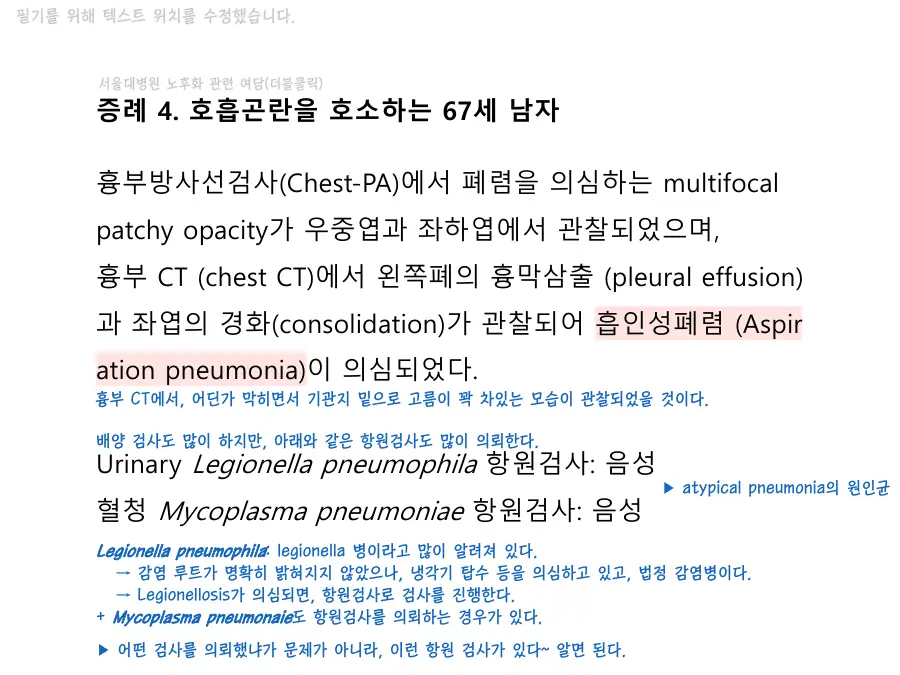 필기를 위해 텍스트 위치를 수정했습니다.
서울대병원 노후화 관련 여담(더블클릭)
증례 4. 호흡곤란을 호소하는 67세 남자
흉부방사선검사(Chest-PA)에서 폐렴을 의심하는 multifocal
patchy opacity가 우중엽과 좌하엽에서 관찰되었으며,
흉부 CT (chest CT)에서 왼쪽폐의 흉막삼출 (pleural effusion)
과 좌엽의 경화(consolidation)가 관찰되어 흡인성폐렴 (Aspir
ation pneumonia)이 의심되었다.
흉부 CT에서, 어딘가 막히면서 기관지 밑으로 고름이 꽉 차있는 모습이 관찰되었을 것이다.
배양 검사도 많이 하지만, 아래와 같은 항원검사도 많이 의뢰한다.
Urinary Legionella pneumophila 항원검사: 음성
▶ atypical pneumonia의 원인균
혈청 Mycoplasma pneumoniae 항원검사: 음성
Legionella pneumophila: legionella 병이라고 많이 알려져 있다.
→ 감염 루트가 명확히 밝혀지지 않았으나, 냉각기 탑수 등을 의심하고 있고, 법정 감염병이다.
→ Legionellosis가 의심되면, 항원검사로 검사를 진행한다.
+ Mycoplasma pneumonaie도 항원검사를 의뢰하는 경우가 있다.
▶ 어떤 검사를 의뢰했냐가 문제가 아니라, 이런 항원 검사가 있다~ 알면 된다.